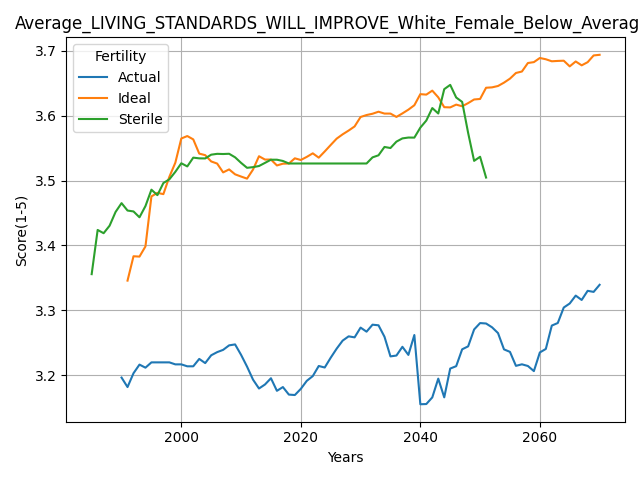 Average_LIVING_STANDARDS_WILL_IMPROVE_White_Female_Below_Averag
Fertility
Actual
Ideal
Sterile
Score(1-5)
3.7
3.6
3.5
3.4
3.3
3.2
2000
2020
2040
2060
Years